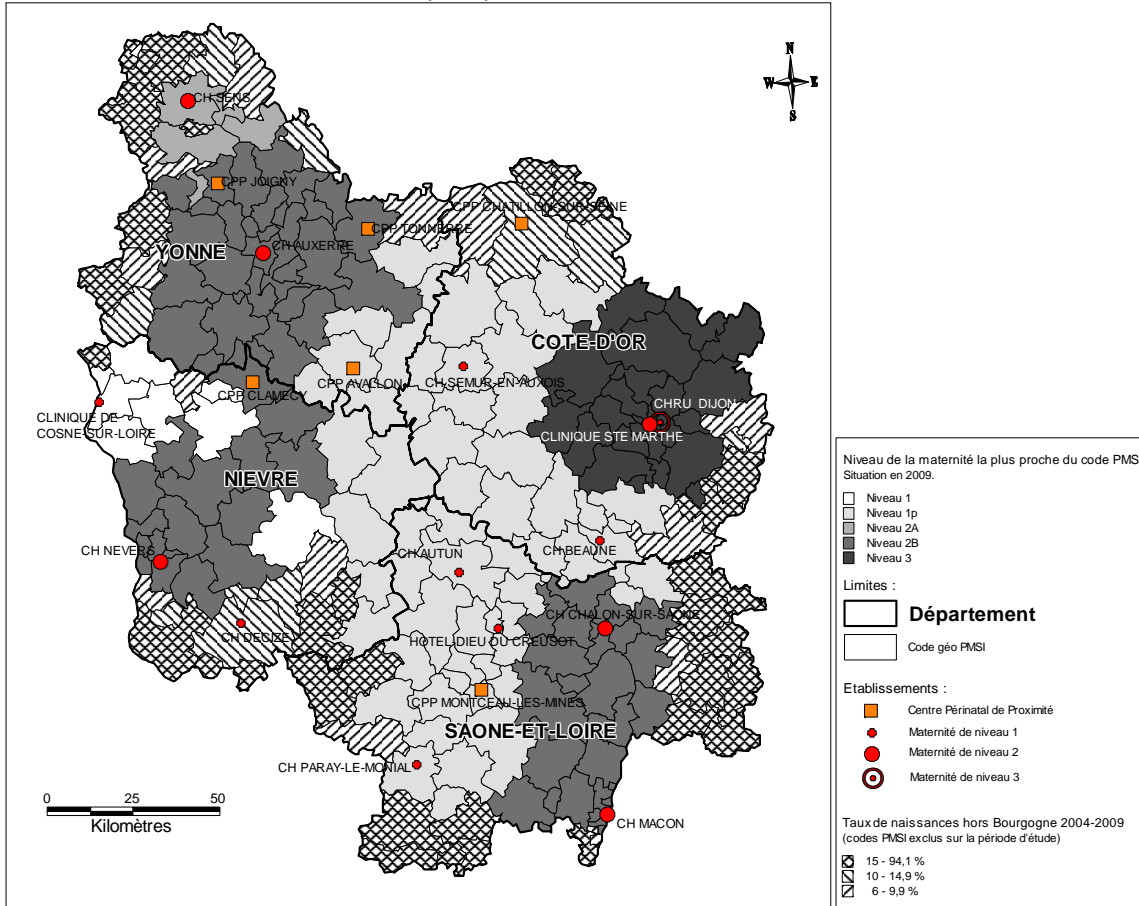 N
W E
S
CH SENS
CPP JOIGNY
CPP CHATILLON-SUR-SEINE
CPP TONNERRE
YONNE
CH AUXERRE
COTE-D'OR
CPP AVALLON
CH SEMUR-EN-AUXOIS
CPP CLAMECY
CHRU DIJON
CLINIQUE DE
COSNE-SUR-LOIRE
CLINIQUE STE MARTHE
NIEVRE
CH NEVERS
CH AUTUN
CH BEAUNE
CH CHALON-SUR-SAONE
CH DECIZE
HOTEL DIEU DU CREUSOT
CPP MONTCEAU-LES-MINES
SAONE-ET-LOIRE
CH PARAY-LE-MONIAL
CH MACON
0 25 50
Kilomètres
Niveau de la maternité la plus proche du code PMSI
Situation en 2009.
Niveau 1
Niveau 1p
Niveau 2A
Niveau 2B
Niveau 3
Limites :
Département
Code géo PMSI
Etablissements :
Centre Périnatal de Proximité
Maternité de niveau 1
Maternité de niveau 2
Maternité de niveau 3
Taux de naissances hors Bourgogne 2004-2009
(codes PMSI exclus sur la période d'étude)
15 - 94,1 %
10 - 14,9 %
6 - 9,9 %